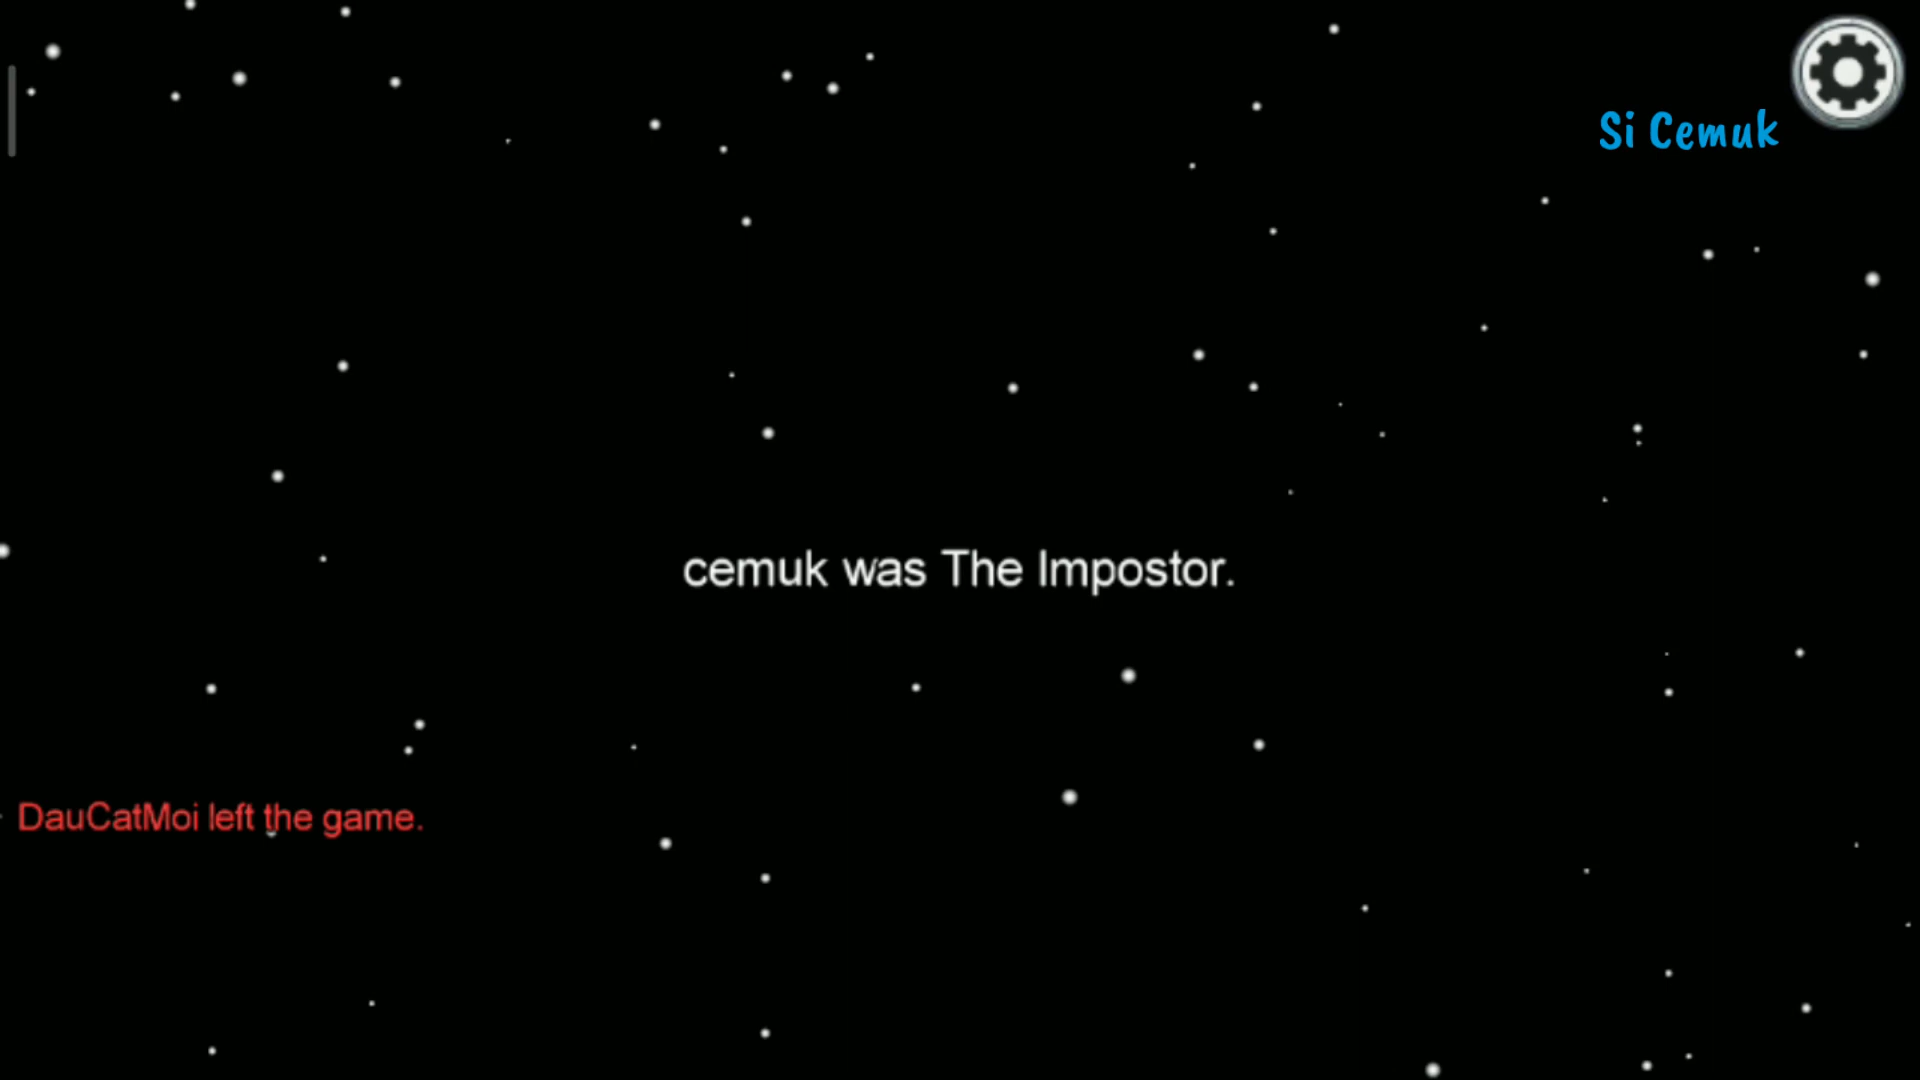 Si Cemuk
cemuk was The Impostor.
DauCatMoi left the game.